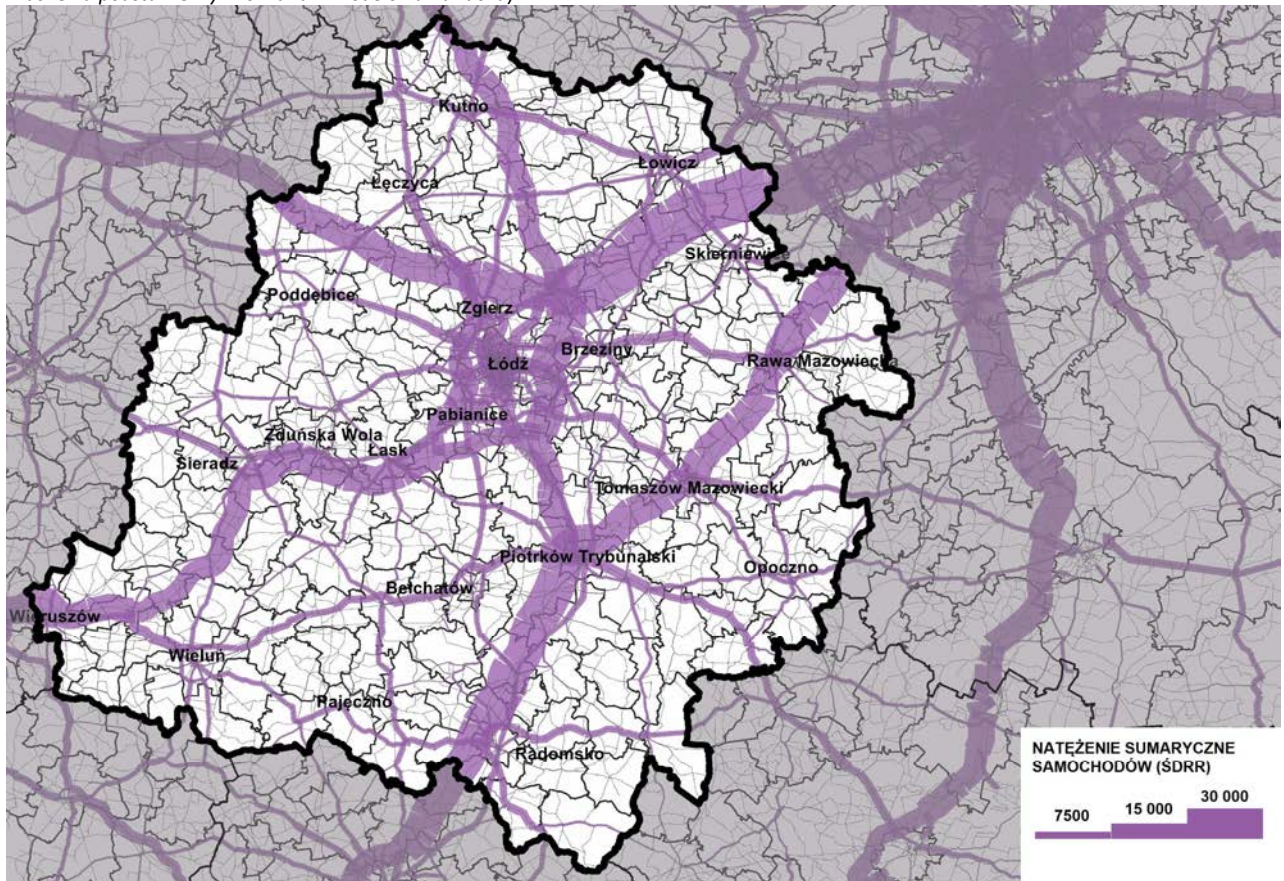 Kutno
Łowicz
Łęczyca
Skierniewice
Poddębice
Zgierz
Brzeziny
Łódź
Rawa Mazowiecka
Pabianice
Zduńska Wola
Łask
Sieradz
Tomaszów Mazowiecki
Piotrków Trybunalski
Opoczno
Bełchatów
Wieruszów
Wieluń
Pajęczno
Radomsko
NATĘŻENIE SUMARYCZNE
SAMOCHODÓW (ŚDRR)
7500 15 000 30 000